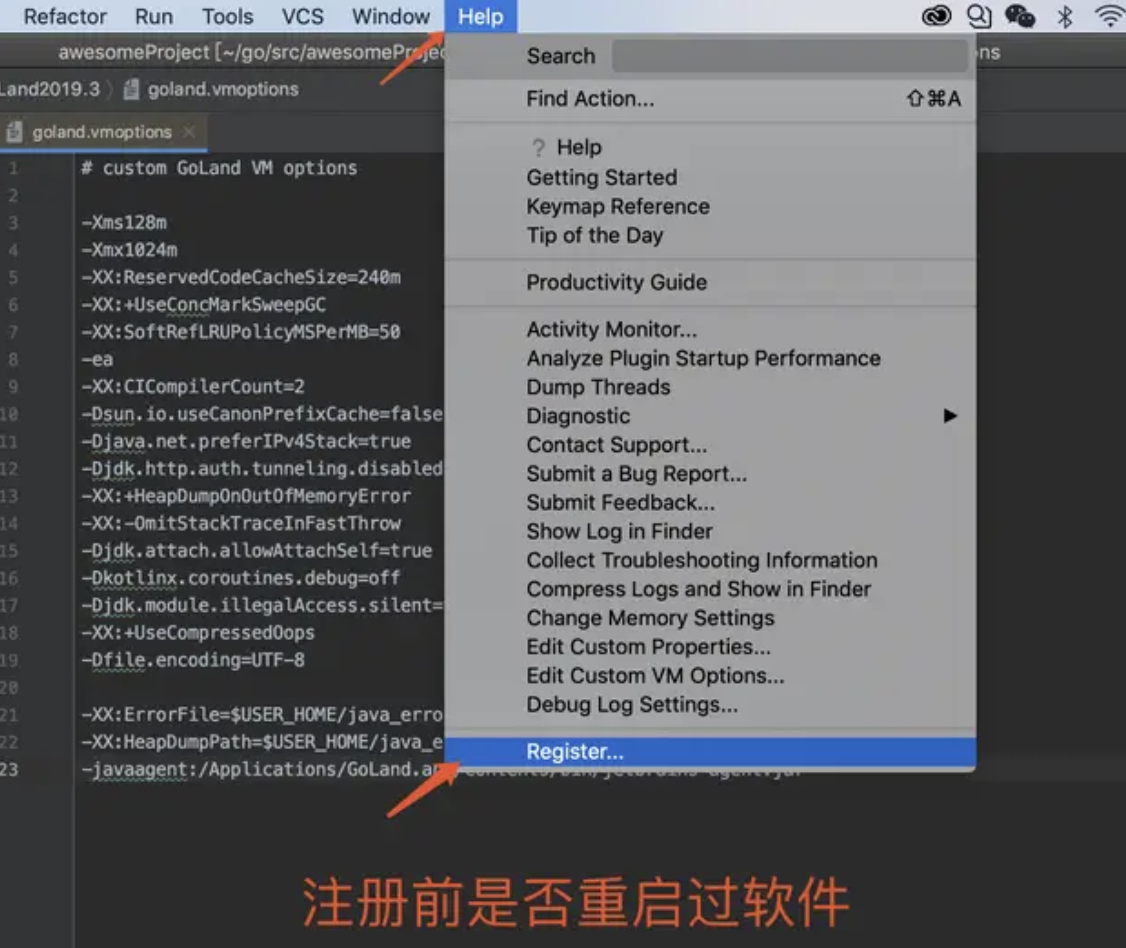 Refactor Run Tools VCS Window Help
awesomeProject [~/go/src/awesomeProjec
ns
Land2019.3 goland.vmoptions
goland.vmoptions
1 # custom GoLand VM options
2
3 -Xms128m
4 -Xmx1024m
5 -XX:ReservedCodeCacheSize=240m
6 -XX:+UseConcMarkSweepGC
7 -XX:SoftRefLRUPolicyMSPerMB=50
8 -ea
9 -XX:CICompilerCount=2
10 -Dsun.io.useCanonPrefixCache=false
11 -Djava.net.preferIPv4Stack=true
12 -Djdk.http.auth.tunneling.disabled
13 -XX:+HeapDumpOnOutOfMemoryError
14 -XX:-OmitStackTraceInFastThrow
15 -Djdk.attach.allowAttachSelf=true
16 -Dkotlinx.coroutines.debug=off
17 -Djdk.module.illegalAccess.silent=
18 -XX:+UseCompressedOops
19 -Dfile.encoding=UTF-8
20
21 -XX:ErrorFile=$USER_HOME/java_erro
22 -XX:HeapDumpPath=$USER_HOME/java_e
23 -javaagent:/Applications/GoLand.a
Search
Find Action... ⇧⌘A
? Help
Getting Started
Keymap Reference
Tip of the Day
Productivity Guide
Activity Monitor...
Analyze Plugin Startup Performance
Dump Threads
Diagnostic
Contact Support...
Submit a Bug Report...
Submit Feedback...
Show Log in Finder
Collect Troubleshooting Information
Compress Logs and Show in Finder
Change Memory Settings
Edit Custom Properties...
Edit Custom VM Options...
Debug Log Settings...
Register...
注册前是否重启过软件